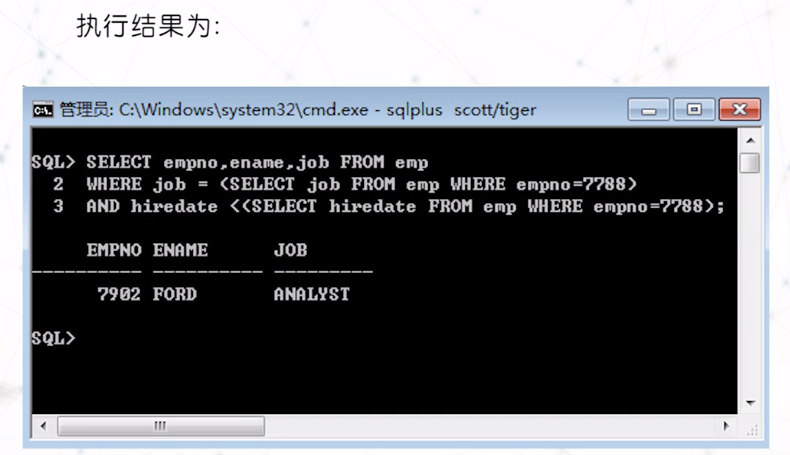 执行结果为:
管理员: C:\Windows\system32\cmd.exe - sqlplus  scott/tiger
SQL> SELECT empno,ename,job FROM emp
  2  WHERE job = (SELECT job FROM emp WHERE empno=7788)
  3  AND hiredate <(SELECT hiredate FROM emp WHERE empno=7788);
     EMPNO ENAME      JOB
---------- ---------- ---------
      7902 FORD       ANALYST
SQL>